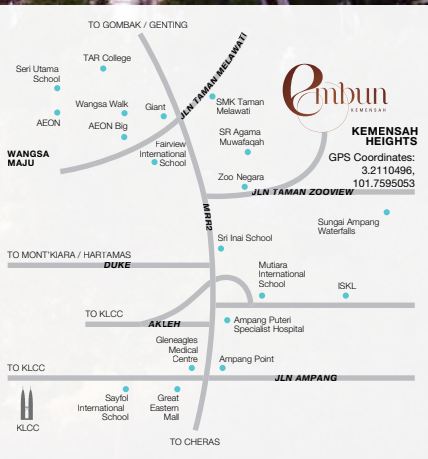 TO GOMBAK / GENTING
TAR College
Seri Utama
School
JLN TAMAN MELAWATI
embun
KEMENSAH
Wangsa Walk
Giant
SMK Taman
Melawati
AEON
AEON Big
SR Agama
Muwafaqah
KEMENSAH
HEIGHTS
GPS Coordinates:
3.2110496,
101.7595053
WANGSA
MAJU
Fairview
International
School
Zoo Negara
JLN TAMAN ZOOVIEW
MRR2
Sungai Ampang
Waterfalls
Sri Inai School
TO MONT'KIARA / HARTAMAS
DUKE
Mutiara
International
School
ISKL
TO KLCC
AKLEH
Ampang Puteri
Specialist Hospital
Gleneagles
Medical
Centre
Ampang Point
TO KLCC
JLN AMPANG
Sayfol
International
School
Great
Eastern
Mall
KLCC
TO CHERAS